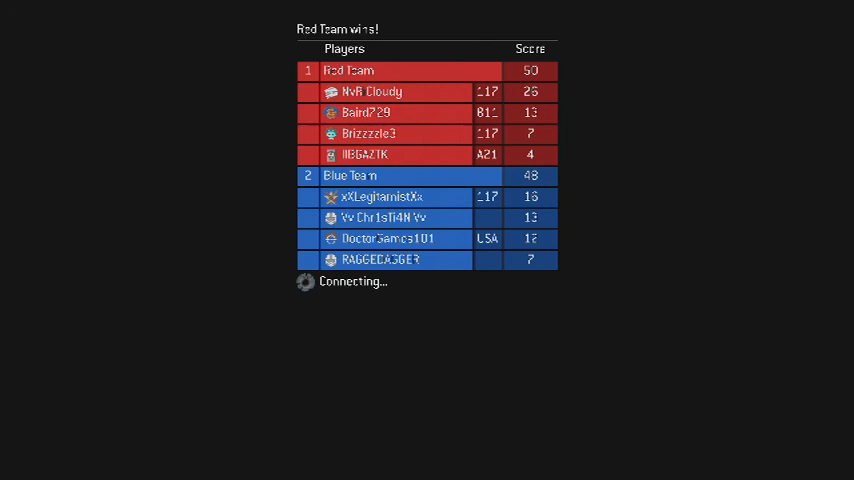 Red Team wins!
Players Score
1 Red Team 50
NvR Cloudy 117 26
Baird729 B11 13
Brizzzzle3 117 7
IIBGAZTK A21 4
2 Blue Team 48
xXLegitamistXx 117 16
Vv Chr1sTi4N Vv 13
DoctorGames101 USA 12
RAGGEDAGGER 7
Connecting...